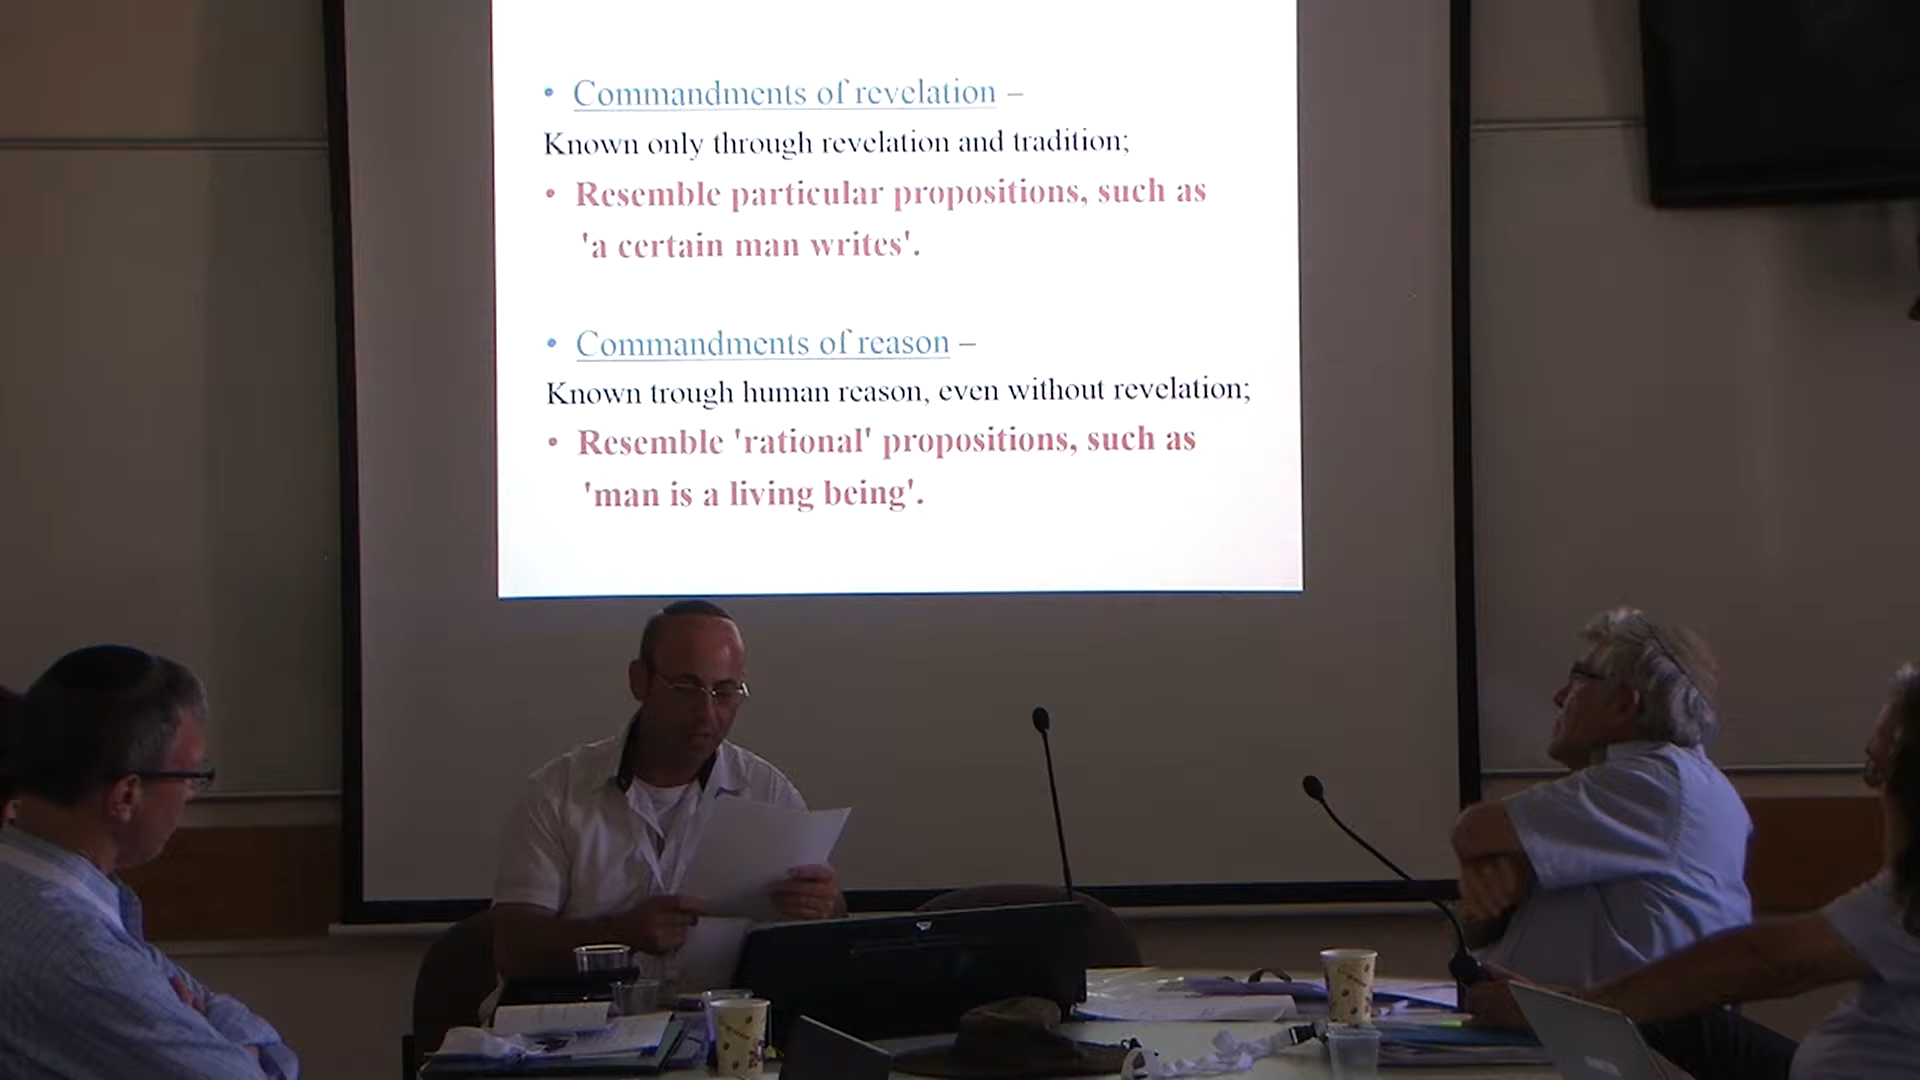 • Commandments of revelation –
Known only through revelation and tradition;
• Resemble particular propositions, such as
'a certain man writes'.
• Commandments of reason –
Known trough human reason, even without revelation;
• Resemble 'rational' propositions, such as
'man is a living being'.